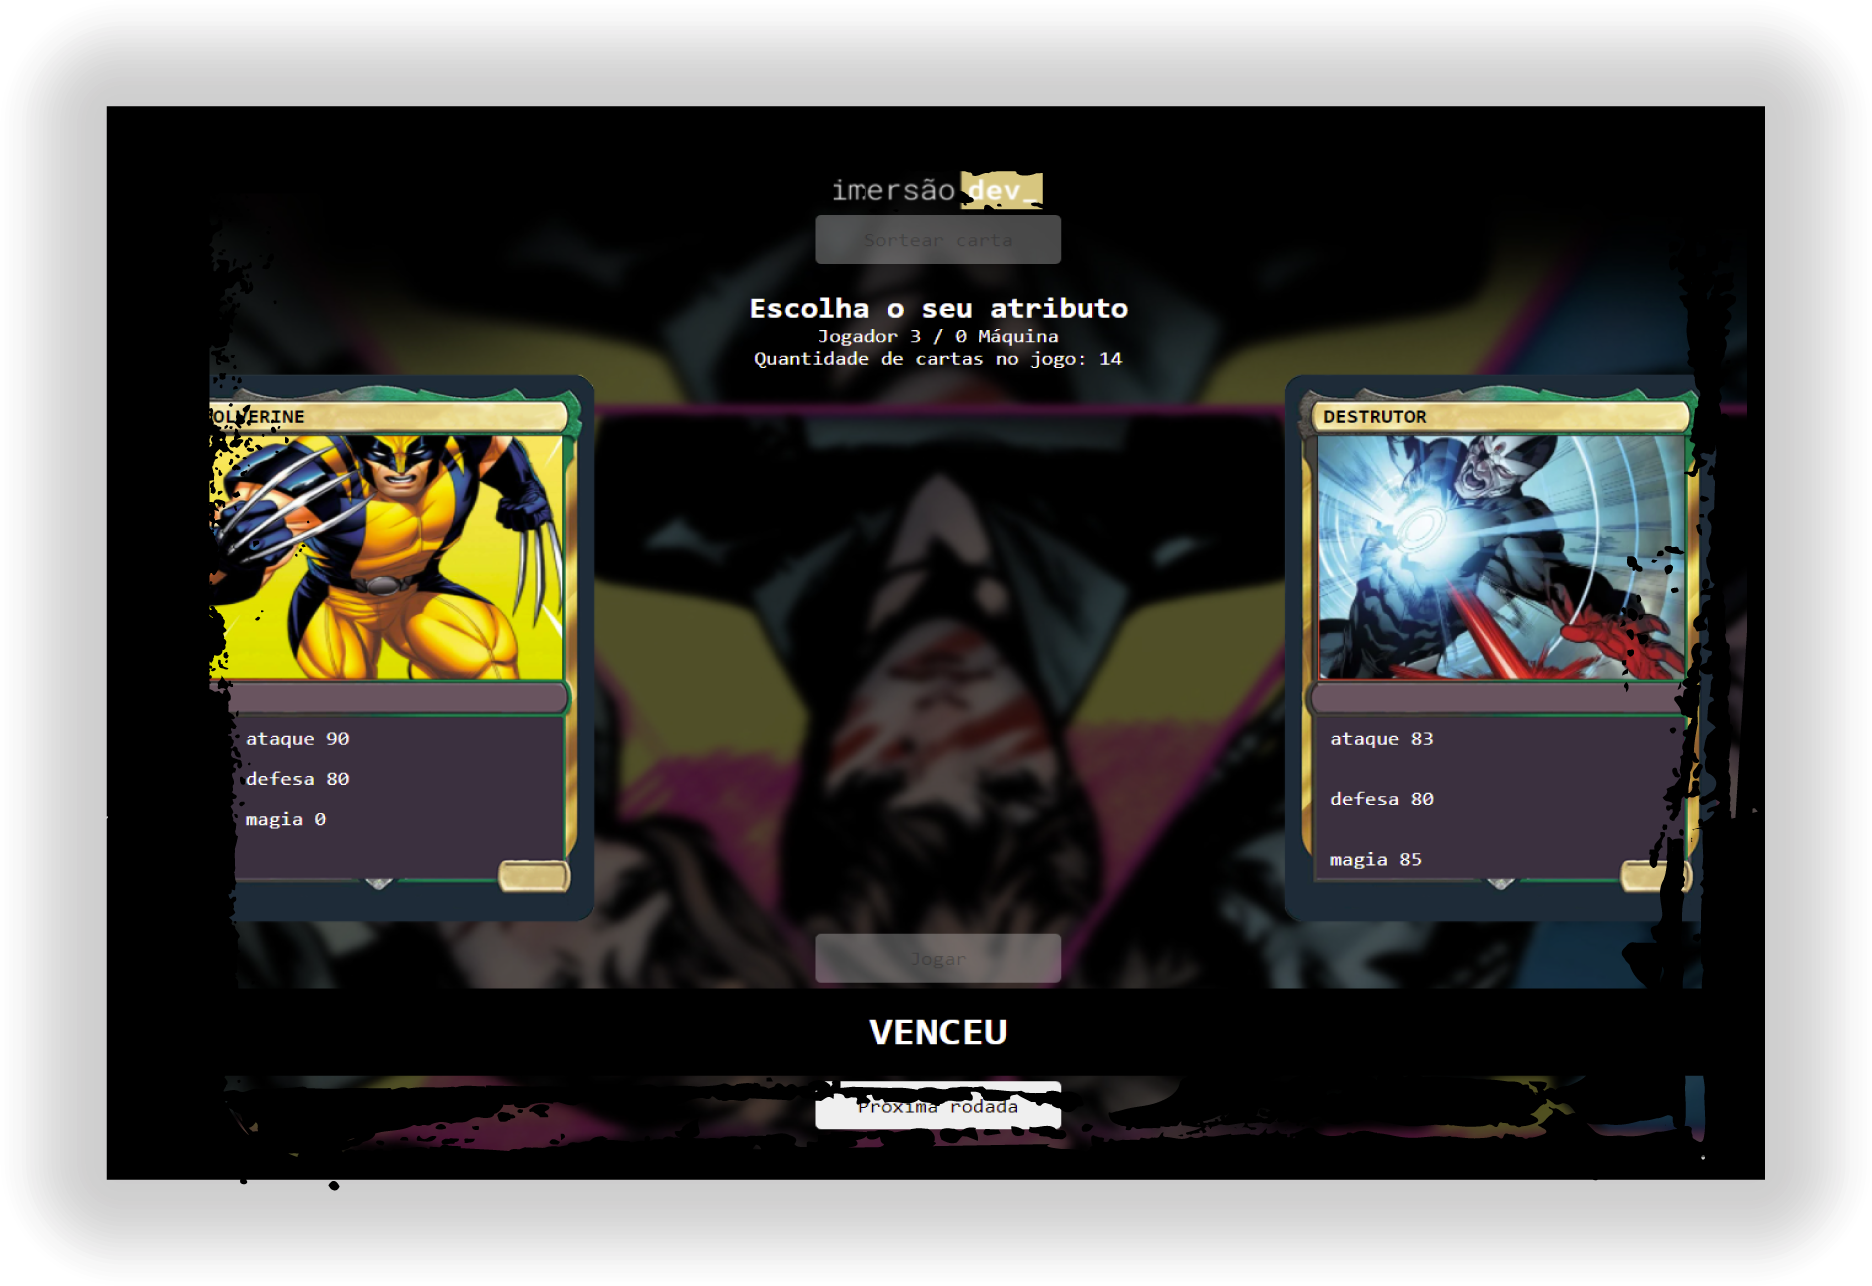 imersão dev_
Sortear carta
Escolha o seu atributo
Jogador 3 / 0 Máquina
Quantidade de cartas no jogo: 14
OLVERINE
ataque 90
defesa 80
magia 0
DESTRUTOR
ataque 83
defesa 80
magia 85
Jogar
VENCEU
Próxima rodada